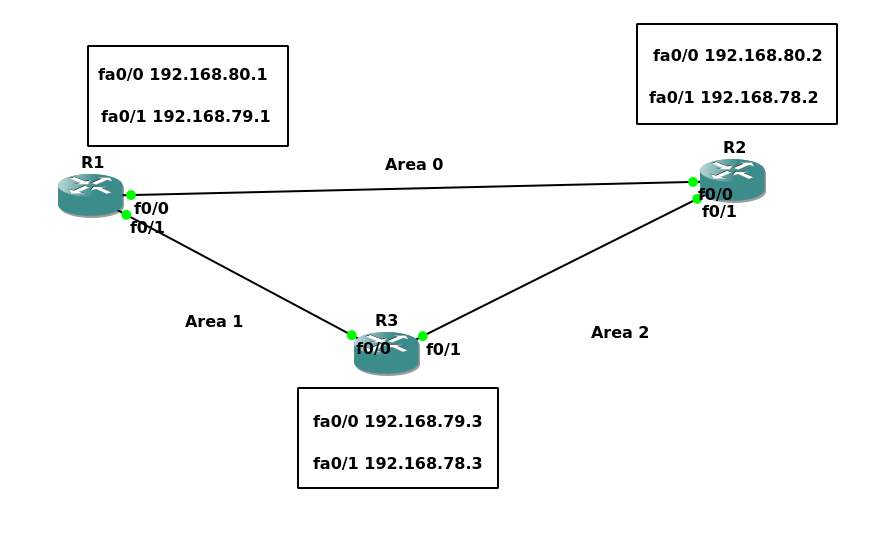 fa0/0 192.168.80.1
fa0/1 192.168.79.1
fa0/0 192.168.80.2
fa0/1 192.168.78.2
R1
R2
Area 0
f0/0
f0/1
f0/0
f0/1
Area 1
R3
Area 2
f0/0
f0/1
fa0/0 192.168.79.3
fa0/1 192.168.78.3